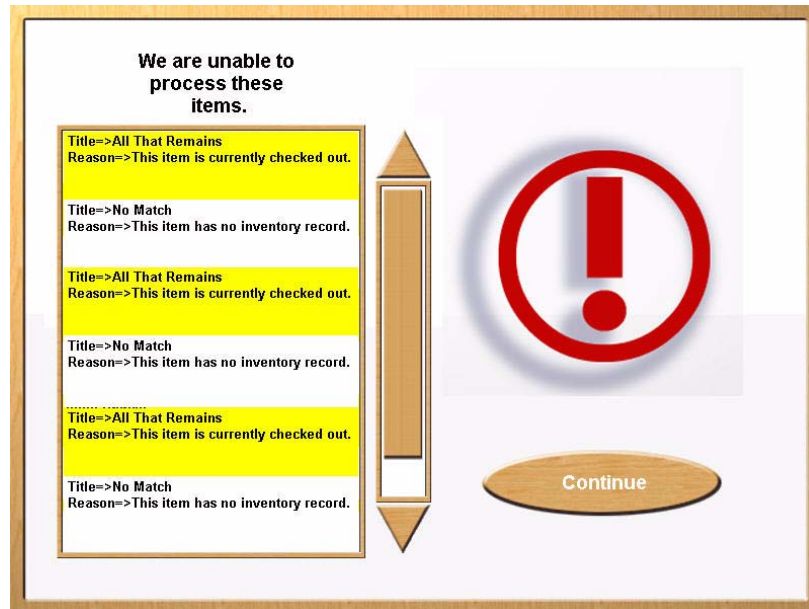 We are unable to
process these
items.
Title=>All That Remains
Reason=>This item is currently checked out.
Title=>No Match
Reason=>This item has no inventory record.
Title=>All That Remains
Reason=>This item is currently checked out.
Title=>No Match
Reason=>This item has no inventory record.
Title=>All That Remains
Reason=>This item is currently checked out.
Title=>No Match
Reason=>This item has no inventory record.
Continue